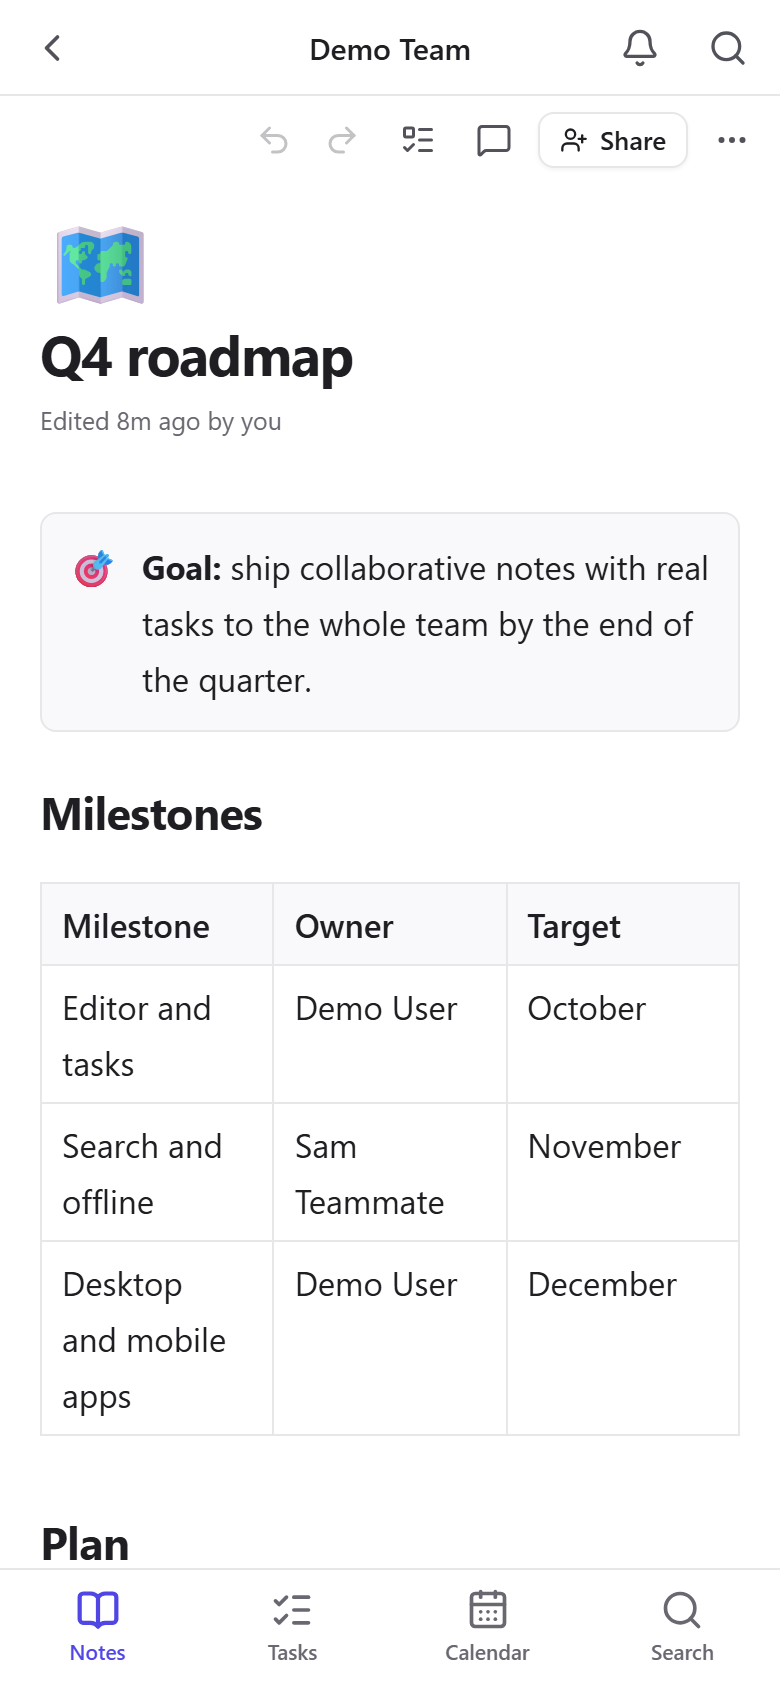 Demo Team
Share
Q4 roadmap
Edited 8m ago by you
Goal: ship collaborative notes with real
tasks to the whole team by the end of
the quarter.
Milestones
Milestone Owner Target
Editor and Demo User October
tasks
Search and Sam November
offline Teammate
Desktop Demo User December
and mobile
apps
Plan
Notes Tasks Calendar Search